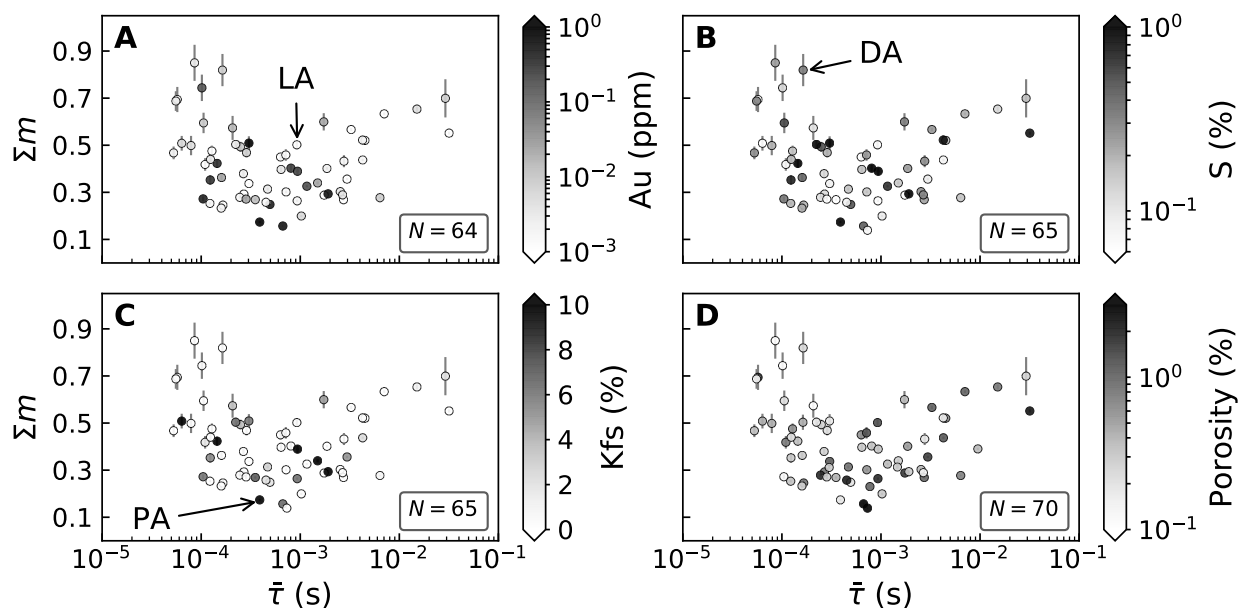 A
LA
N = 64
Σm
0.9
0.7
0.5
0.3
0.1
10⁰
10⁻¹
10⁻²
10⁻³
Au (ppm)
B
DA
N = 65
10⁰
10⁻¹
S (%)
C
PA
N = 65
Σm
0.9
0.7
0.5
0.3
0.1
10⁻⁵
10⁻⁴
10⁻³
10⁻²
10⁻¹
τ̄ (s)
10
8
6
4
2
0
Kfs (%)
D
N = 70
10⁻⁵
10⁻⁴
10⁻³
10⁻²
10⁻¹
τ̄ (s)
10⁰
10⁻¹
Porosity (%)